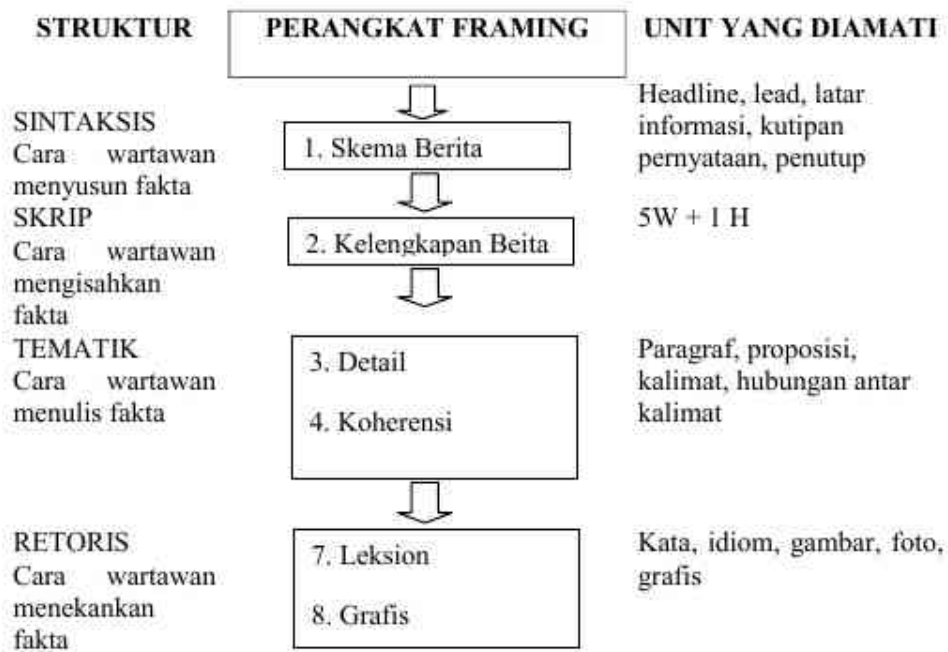 STRUKTUR PERANGKAT FRAMING UNIT YANG DIAMATI
SINTAKSIS
Cara wartawan
menyusun fakta
1. Skema Berita
Headline, lead, latar
informasi, kutipan
pernyataan, penutup
SKRIP
Cara wartawan
mengisahkan
fakta
2. Kelengkapan Beita
5W + 1 H
TEMATIK
Cara wartawan
menulis fakta
3. Detail
4. Koherensi
Paragraf, proposisi,
kalimat, hubungan antar
kalimat
RETORIS
Cara wartawan
menekankan
fakta
7. Leksion
8. Grafis
Kata, idiom, gambar, foto,
grafis